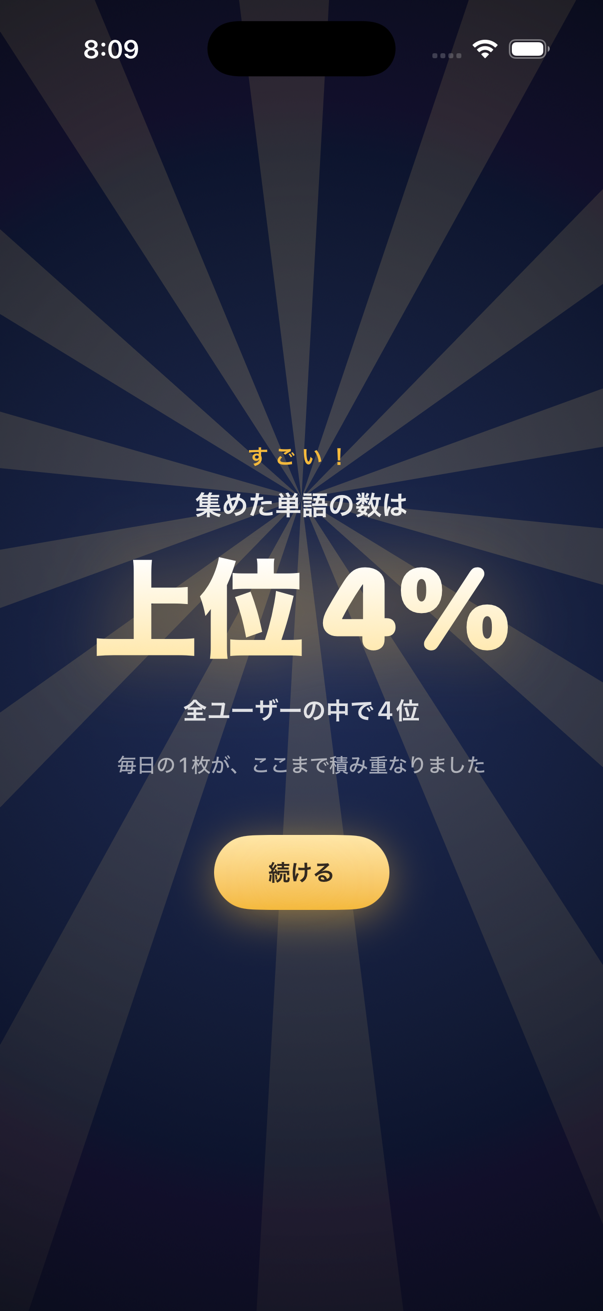 8:09
すごい！
集めた単語の数は
上位4%
全ユーザーの中で4位
毎日の1枚が、ここまで積み重なりました
続ける